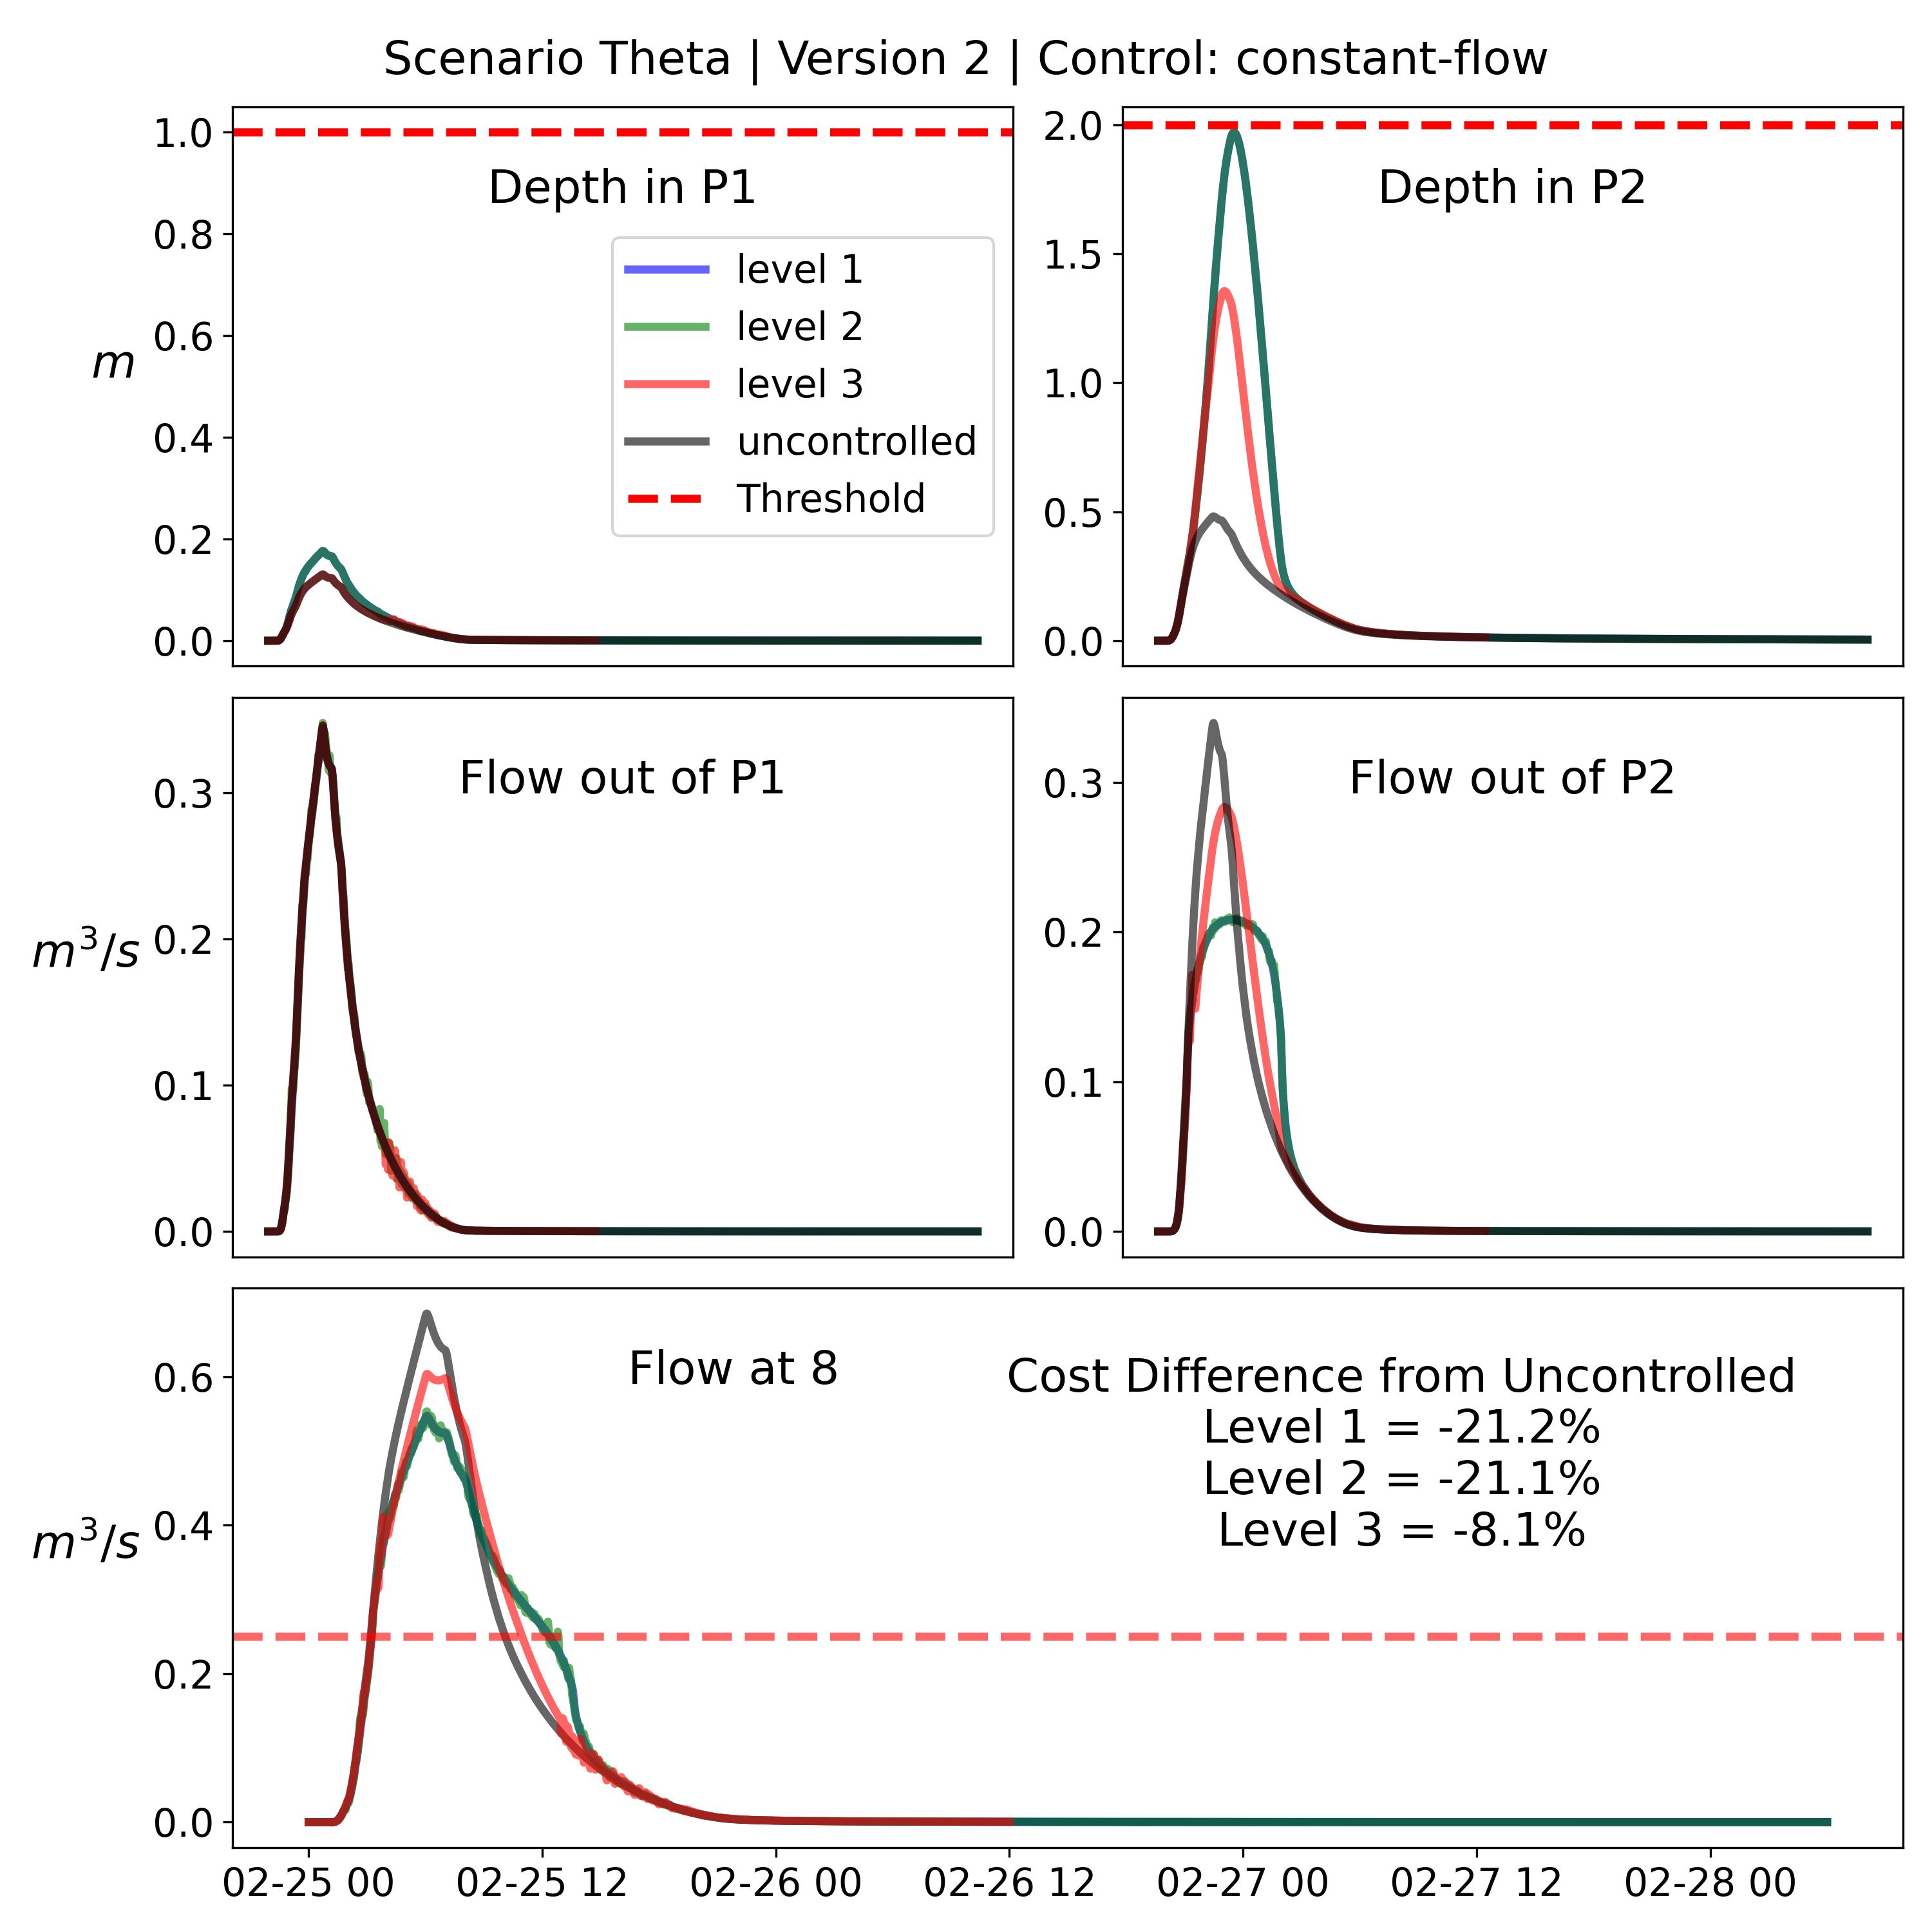 Scenario Theta | Version 2 | Control: constant-flow
Depth in P1
m
1.0
0.8
0.6
0.4
0.2
0.0
level 1
level 2
level 3
uncontrolled
Threshold
Depth in P2
2.0
1.5
1.0
0.5
0.0
Flow out of P1
m³/s
0.3
0.2
0.1
0.0
Flow out of P2
0.3
0.2
0.1
0.0
Flow at 8
m³/s
0.6
0.4
0.2
0.0
Cost Difference from Uncontrolled
Level 1 = -21.2%
Level 2 = -21.1%
Level 3 = -8.1%
02-25 00
02-25 12
02-26 00
02-26 12
02-27 00
02-27 12
02-28 00